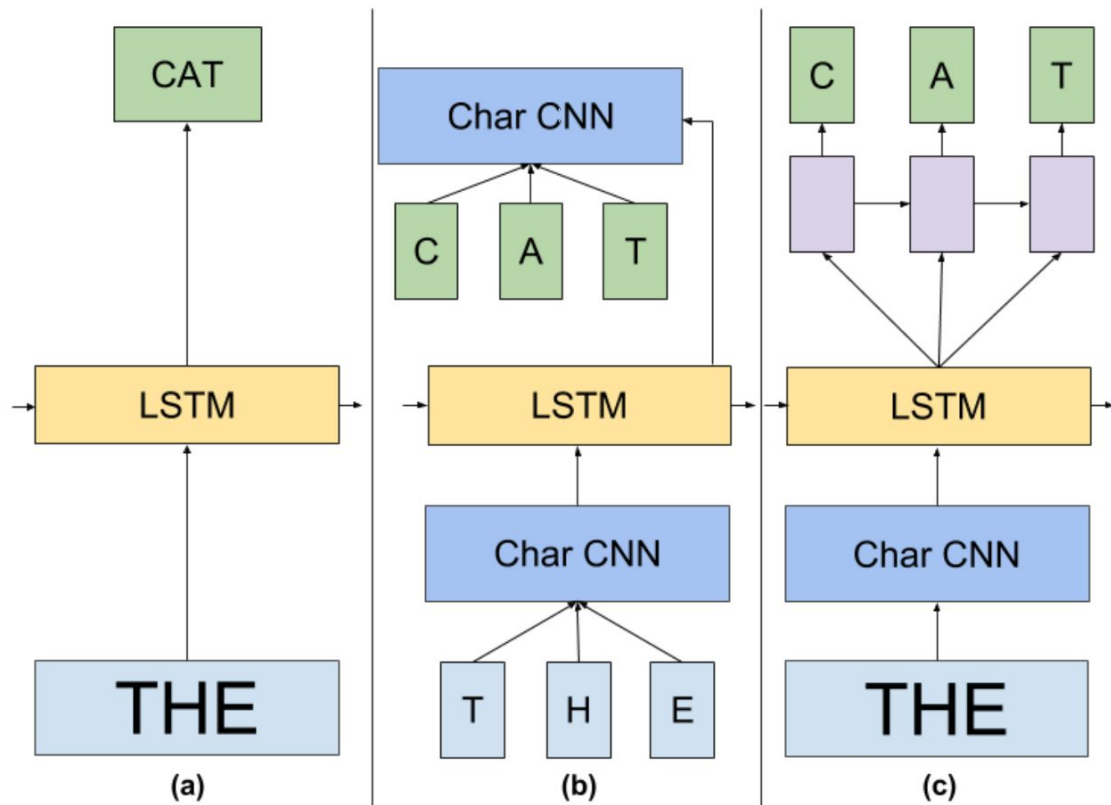 CAT
LSTM
THE
(a)
Char CNN
C A T
LSTM
Char CNN
T H E
(b)
C A T
LSTM
Char CNN
THE
(c)